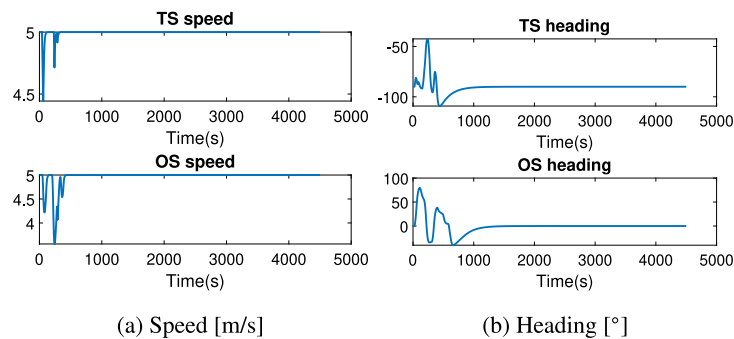 TS speed
5
4.5
0 1000 2000 3000 4000 5000
Time(s)
OS speed
5
4.5
4
0 1000 2000 3000 4000 5000
Time(s)
(a) Speed [m/s]
TS heading
-50
-100
0 1000 2000 3000 4000 5000
Time(s)
OS heading
100
50
0
0 1000 2000 3000 4000 5000
Time(s)
(b) Heading [°]